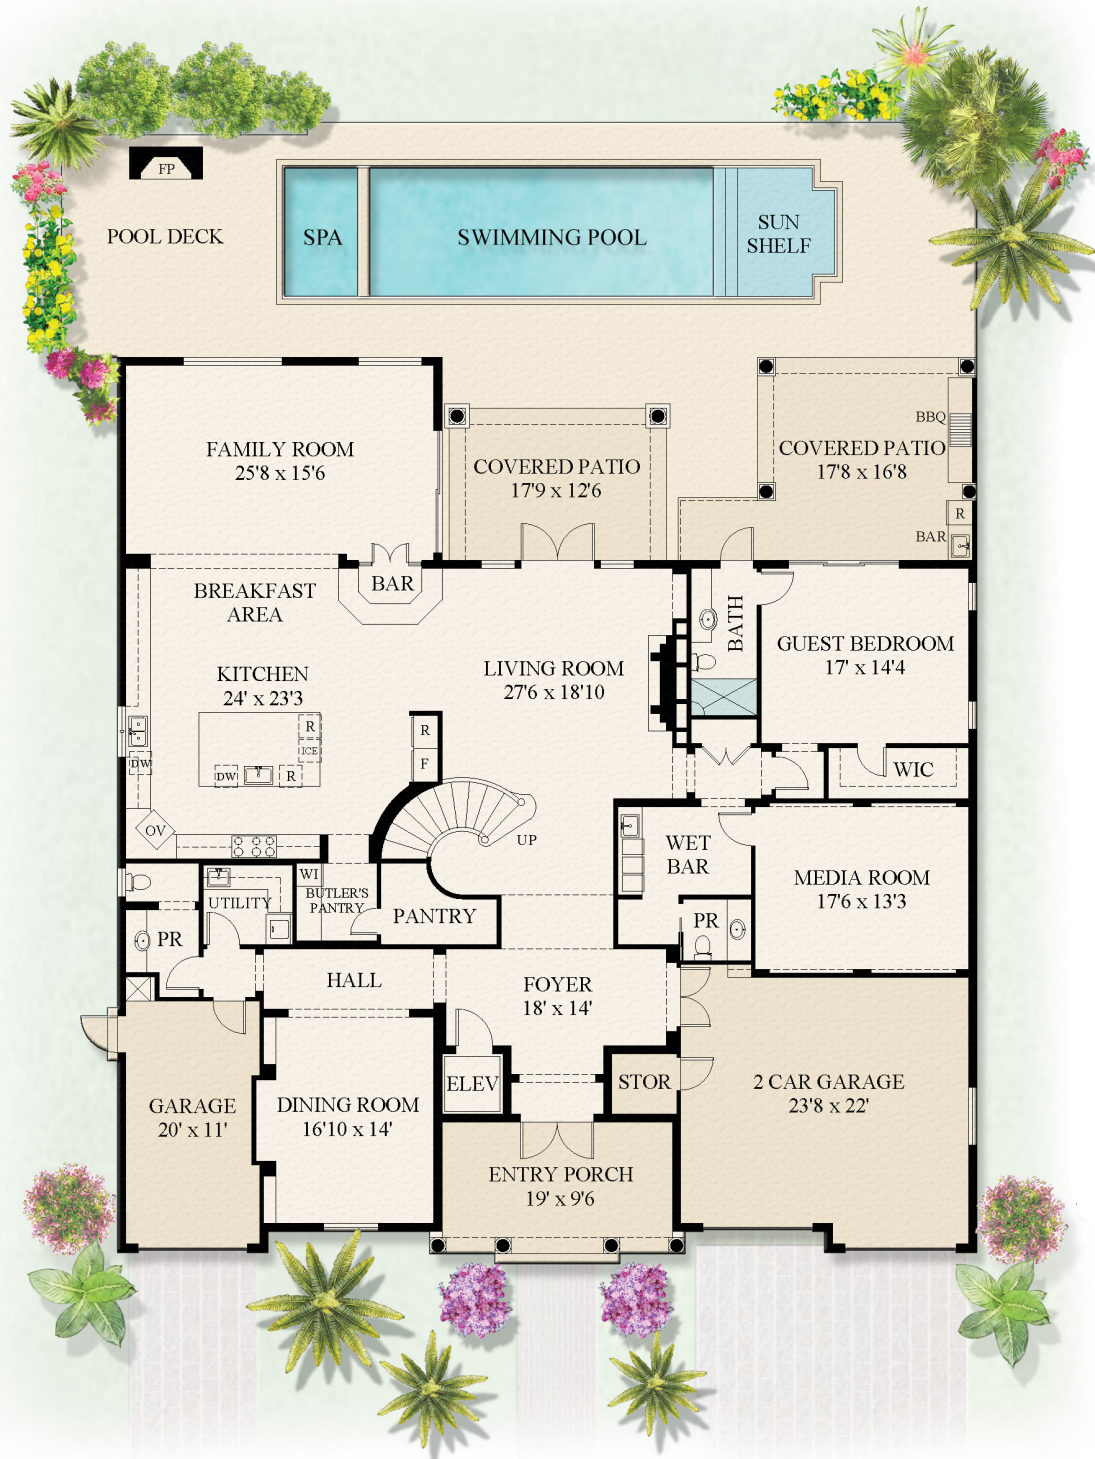 FP
POOL DECK
SPA
SWIMMING POOL
SUN
SHELF
FAMILY ROOM
25'8 x 15'6
COVERED PATIO
17'9 x 12'6
BBQ
COVERED PATIO
17'8 x 16'8
R
BAR
BREAKFAST
AREA
BAR
KITCHEN
24' x 23'3
LIVING ROOM
27'6 x 18'10
BATH
GUEST BEDROOM
17' x 14'4
R
ICE
DW
DW
R
R
F
WIC
OV
UP
WET
BAR
MEDIA ROOM
17'6 x 13'3
WI
BUTLER'S
PANTRY
UTILITY
PANTRY
PR
PR
HALL
FOYER
18' x 14'
ELEV
STOR
2 CAR GARAGE
23'8 x 22'
GARAGE
20' x 11'
DINING ROOM
16'10 x 14'
ENTRY PORCH
19' x 9'6